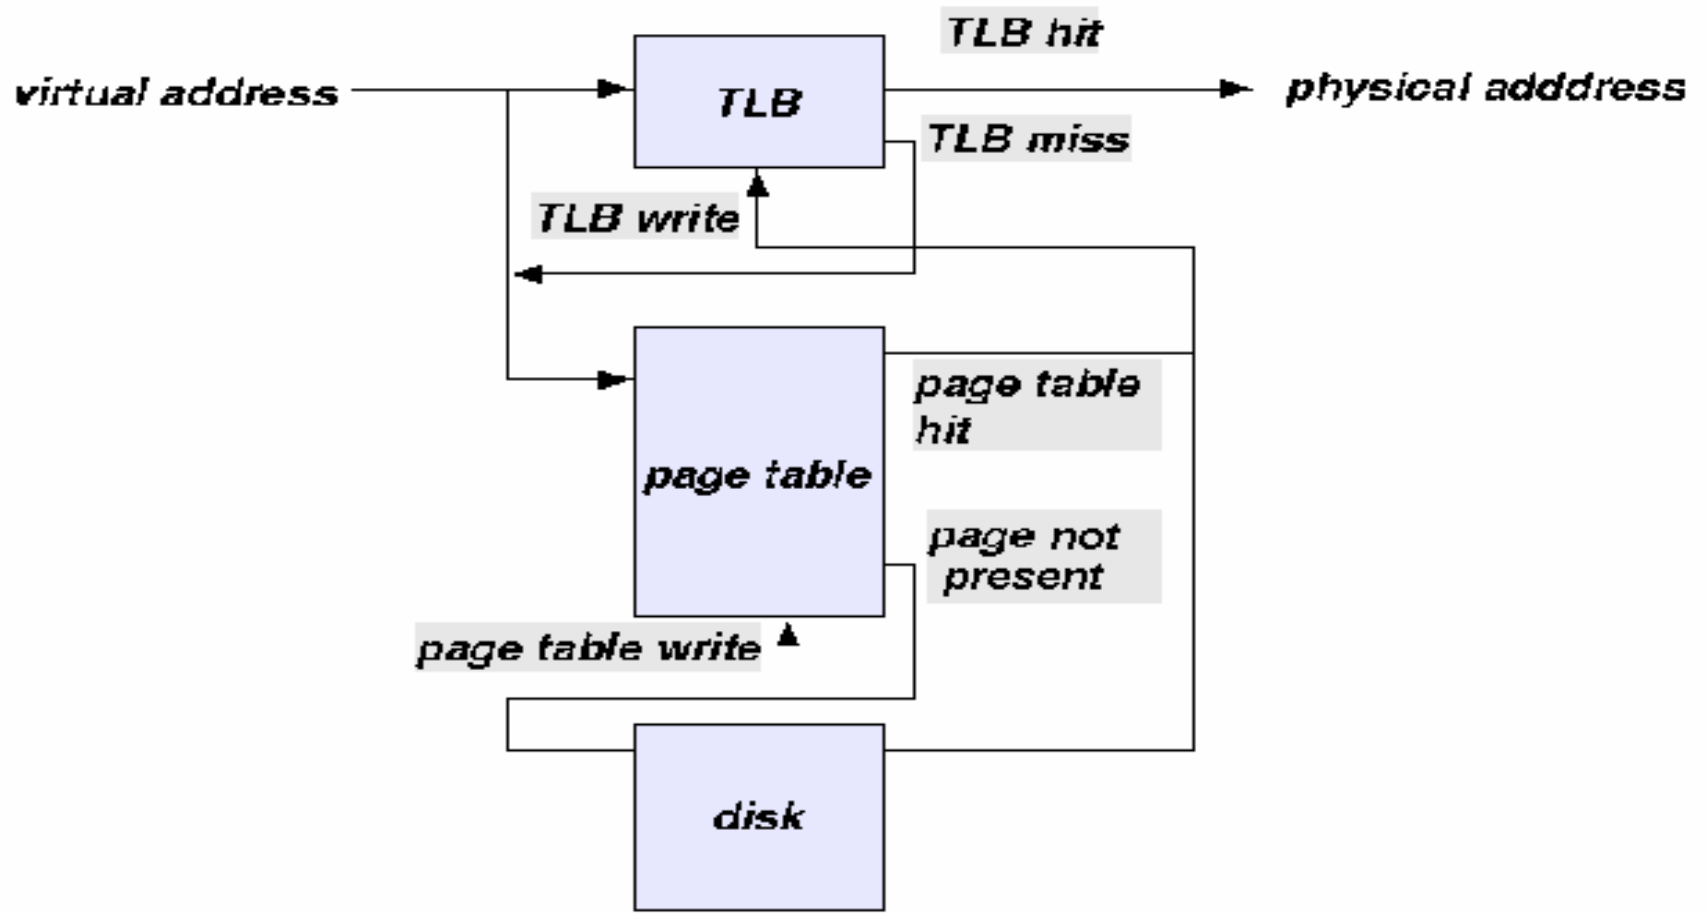 TLB hit
virtual address
TLB
physical adddress
TLB miss
TLB write
page table
hit
page table
page not
present
page table write
disk